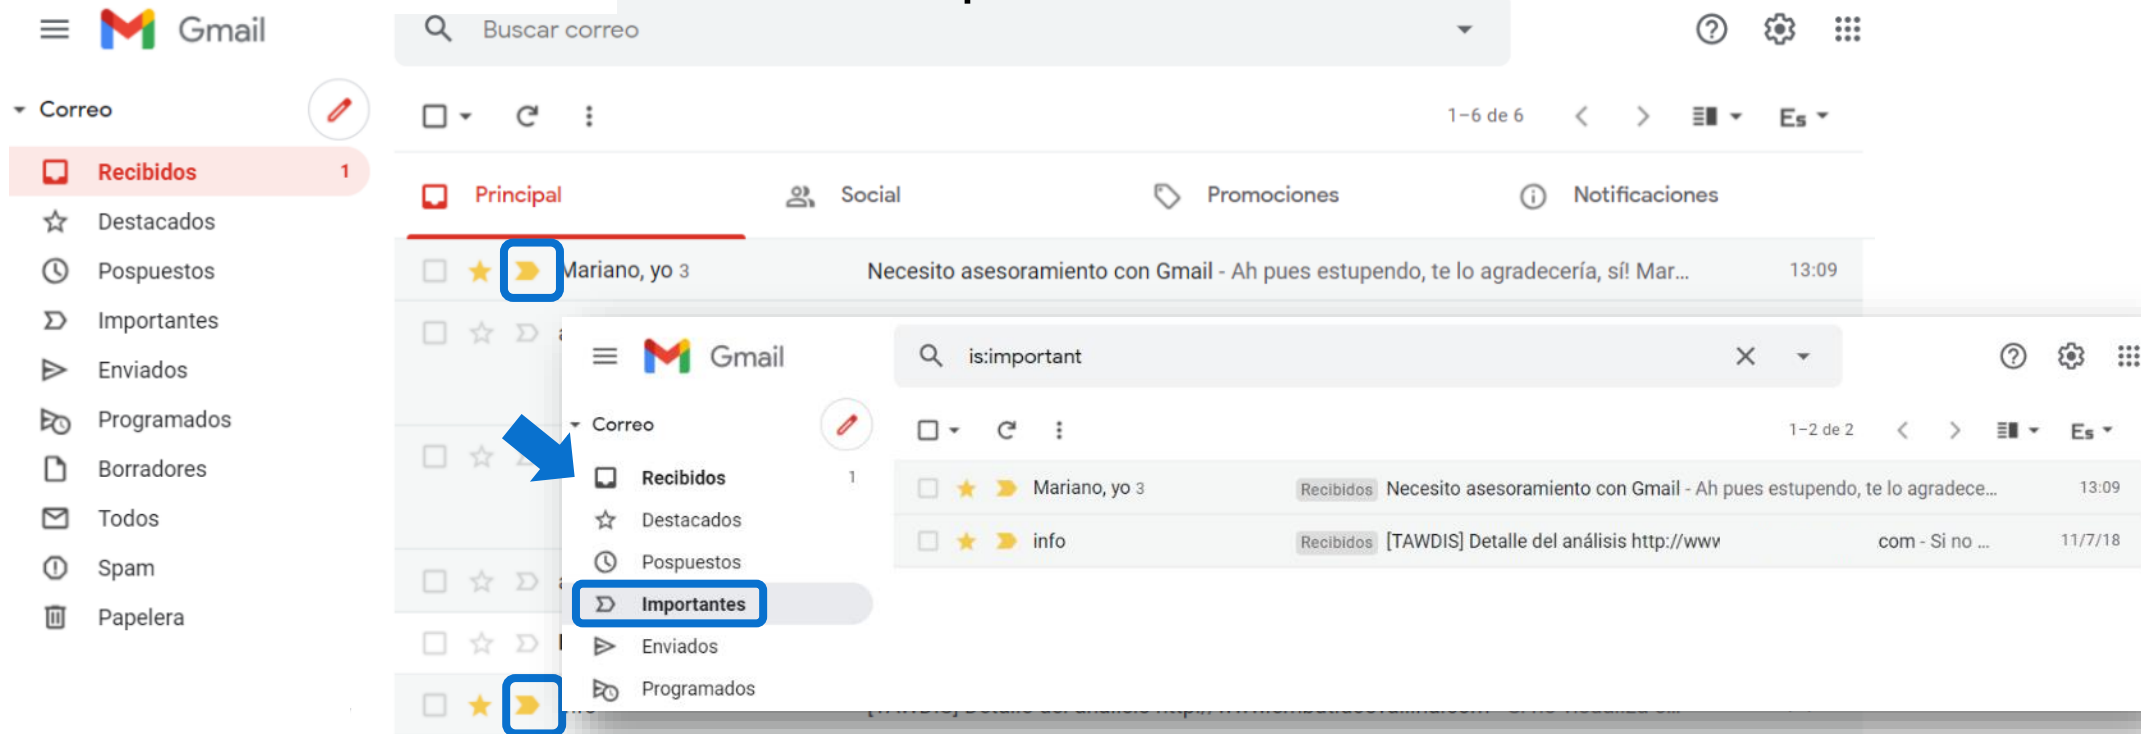 Gmail
Buscar correo
Correo
1-6 de 6
Es
Recibidos 1
Principal
Social
Promociones
Notificaciones
Destacados
Pospuestos
Importantes
Enviados
Programados
Borradores
Todos
Spam
Papelera
Mariano, yo 3
Necesito asesoramiento con Gmail - Ah pues estupendo, te lo agradecería, sí! Mar...
13:09
Gmail
is:important
Correo
1-2 de 2
Es
Recibidos 1
Destacados
Pospuestos
Importantes
Enviados
Programados
Mariano, yo 3
Recibidos Necesito asesoramiento con Gmail - Ah pues estupendo, te lo agradece...
13:09
info
Recibidos [TAWDIS] Detalle del análisis http://www com - Si no ...
11/7/18